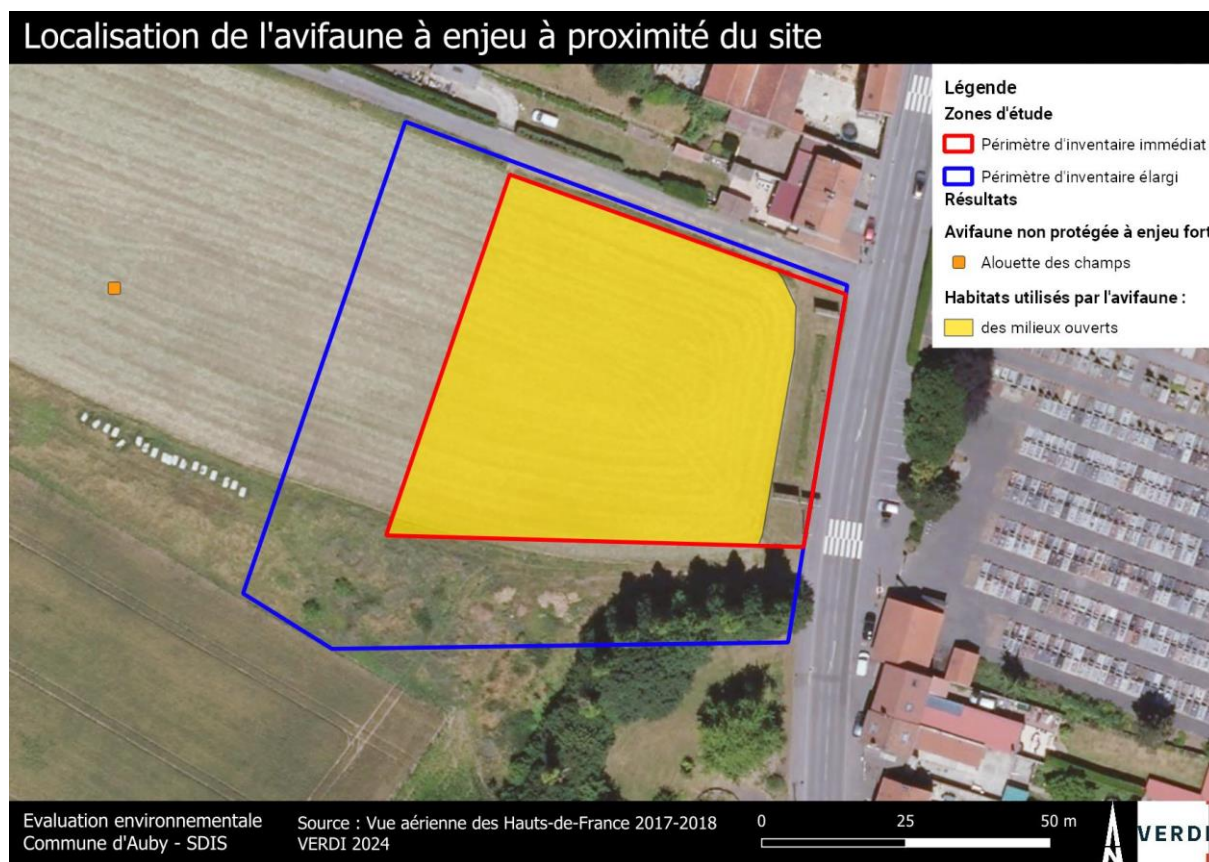 Localisation de l'avifaune à enjeu à proximité du site
Légende
Zones d'étude
Périmètre d'inventaire immédiat
Périmètre d'inventaire élargi
Résultats
Avifaune non protégée à enjeu fort
Alouette des champs
Habitats utilisés par l'avifaune :
des milieux ouverts
Evaluation environnementale
Commune d'Auby - SDIS
Source : Vue aérienne des Hauts-de-France 2017-2018
VERDI 2024
0 25 50 m
N
VERDI